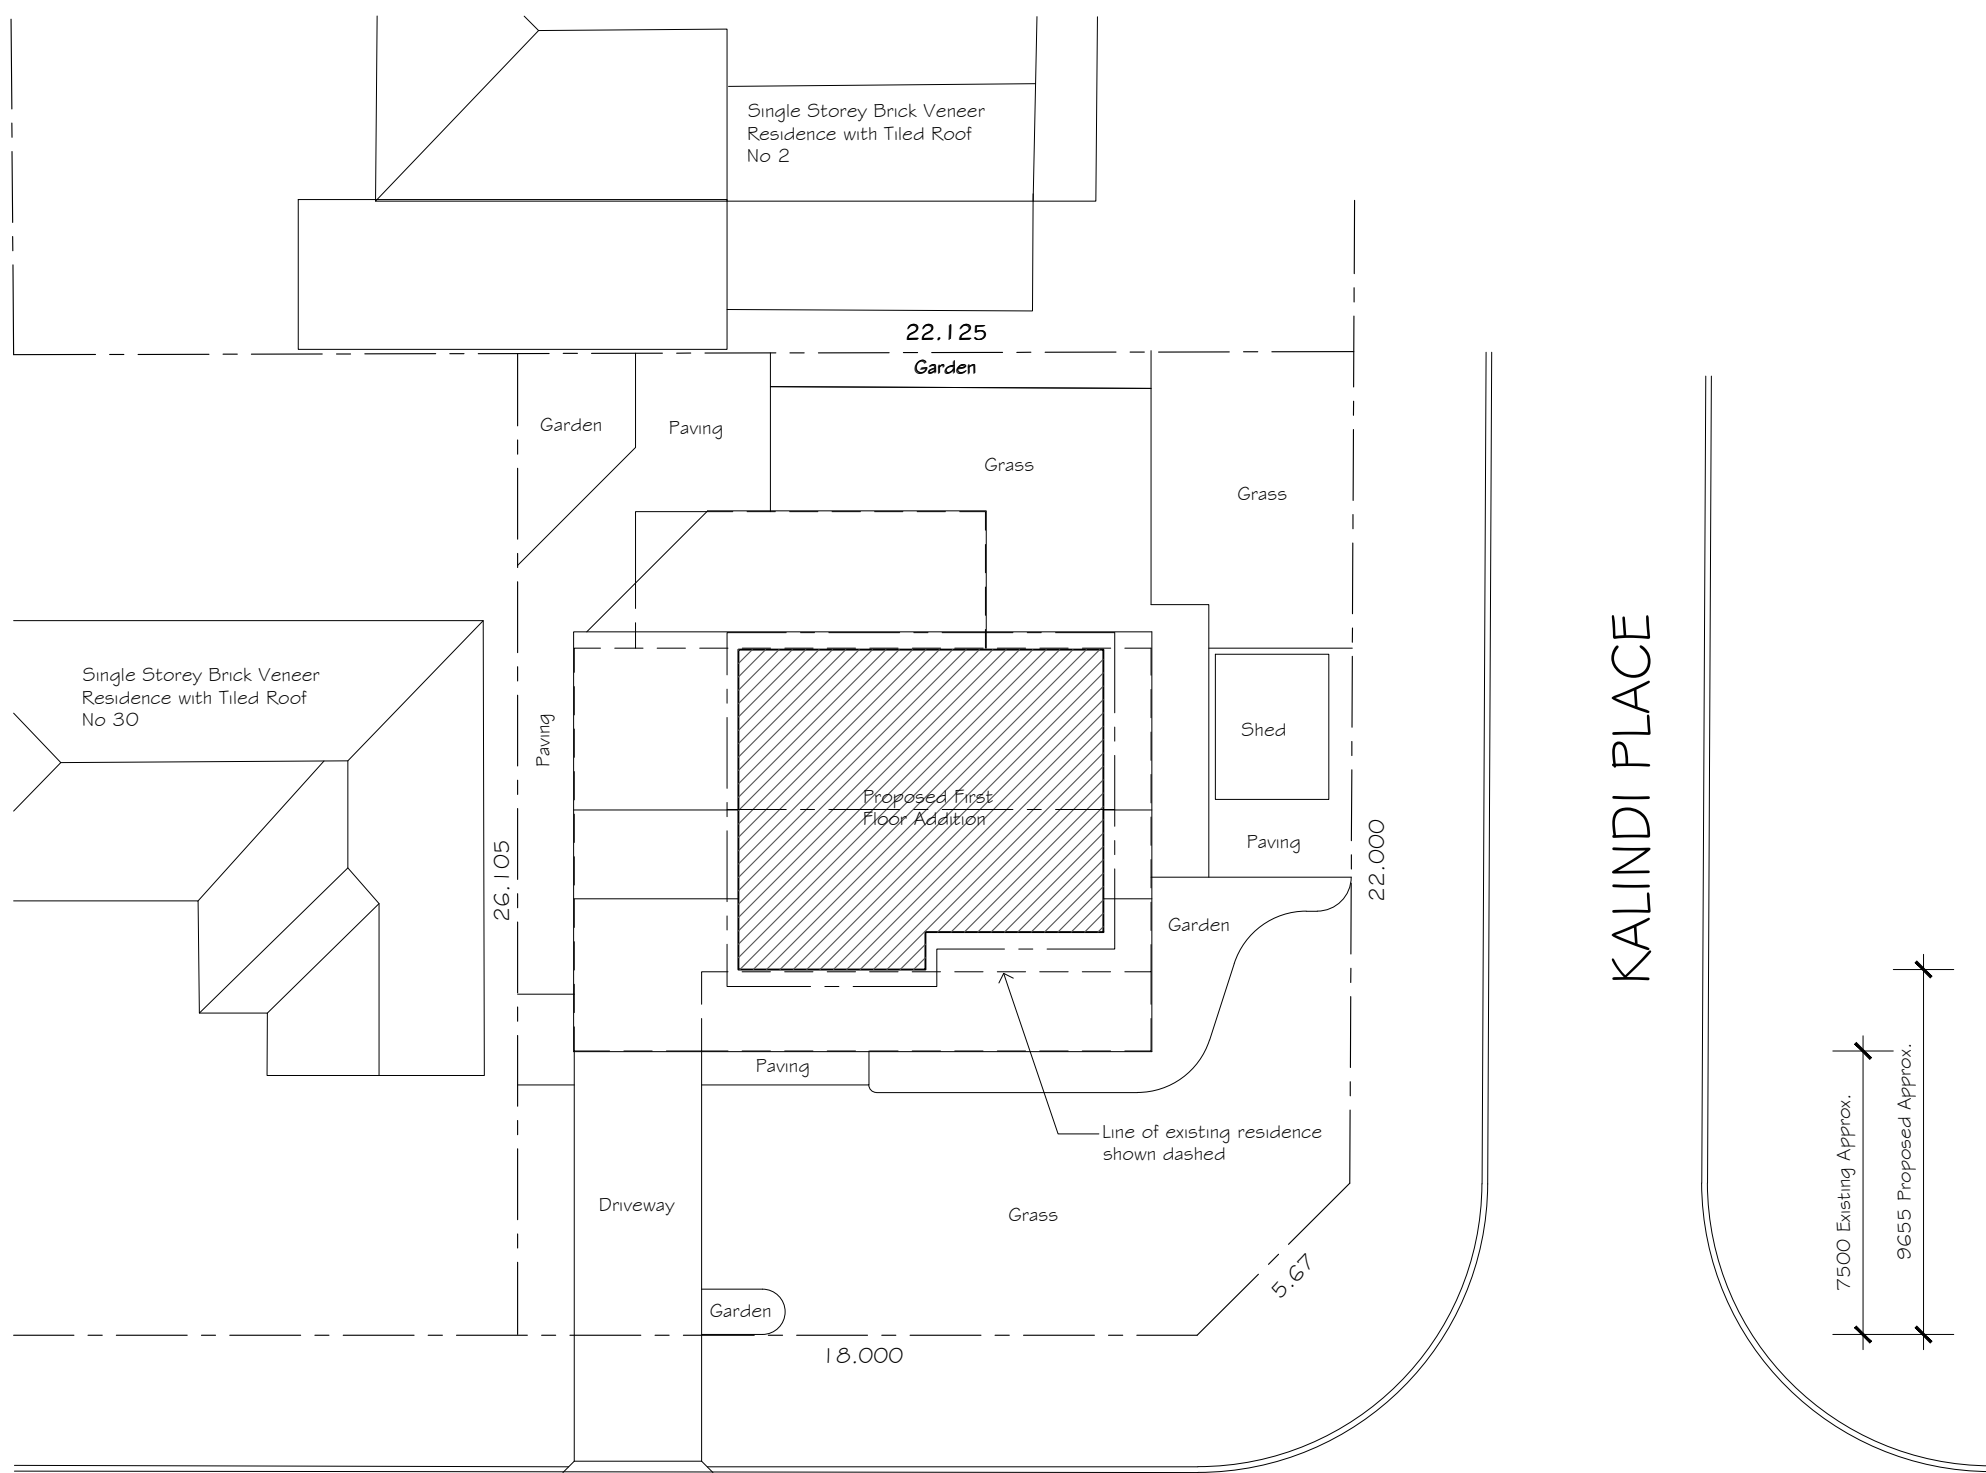 Single Storey Brick Veneer
Residence with Tiled Roof
No 2
22.125
Garden
Garden
Paving
Grass
Grass
Single Storey Brick Veneer
Residence with Tiled Roof
No 30
Paving
Shed
Proposed First
Floor Addition
Paving
26.105
22.000
KALINDI PLACE
Garden
Paving
Line of existing residence
shown dashed
Driveway
Grass
5.67
Garden
18.000
7500 Existing Approx.
9655 Proposed Approx.